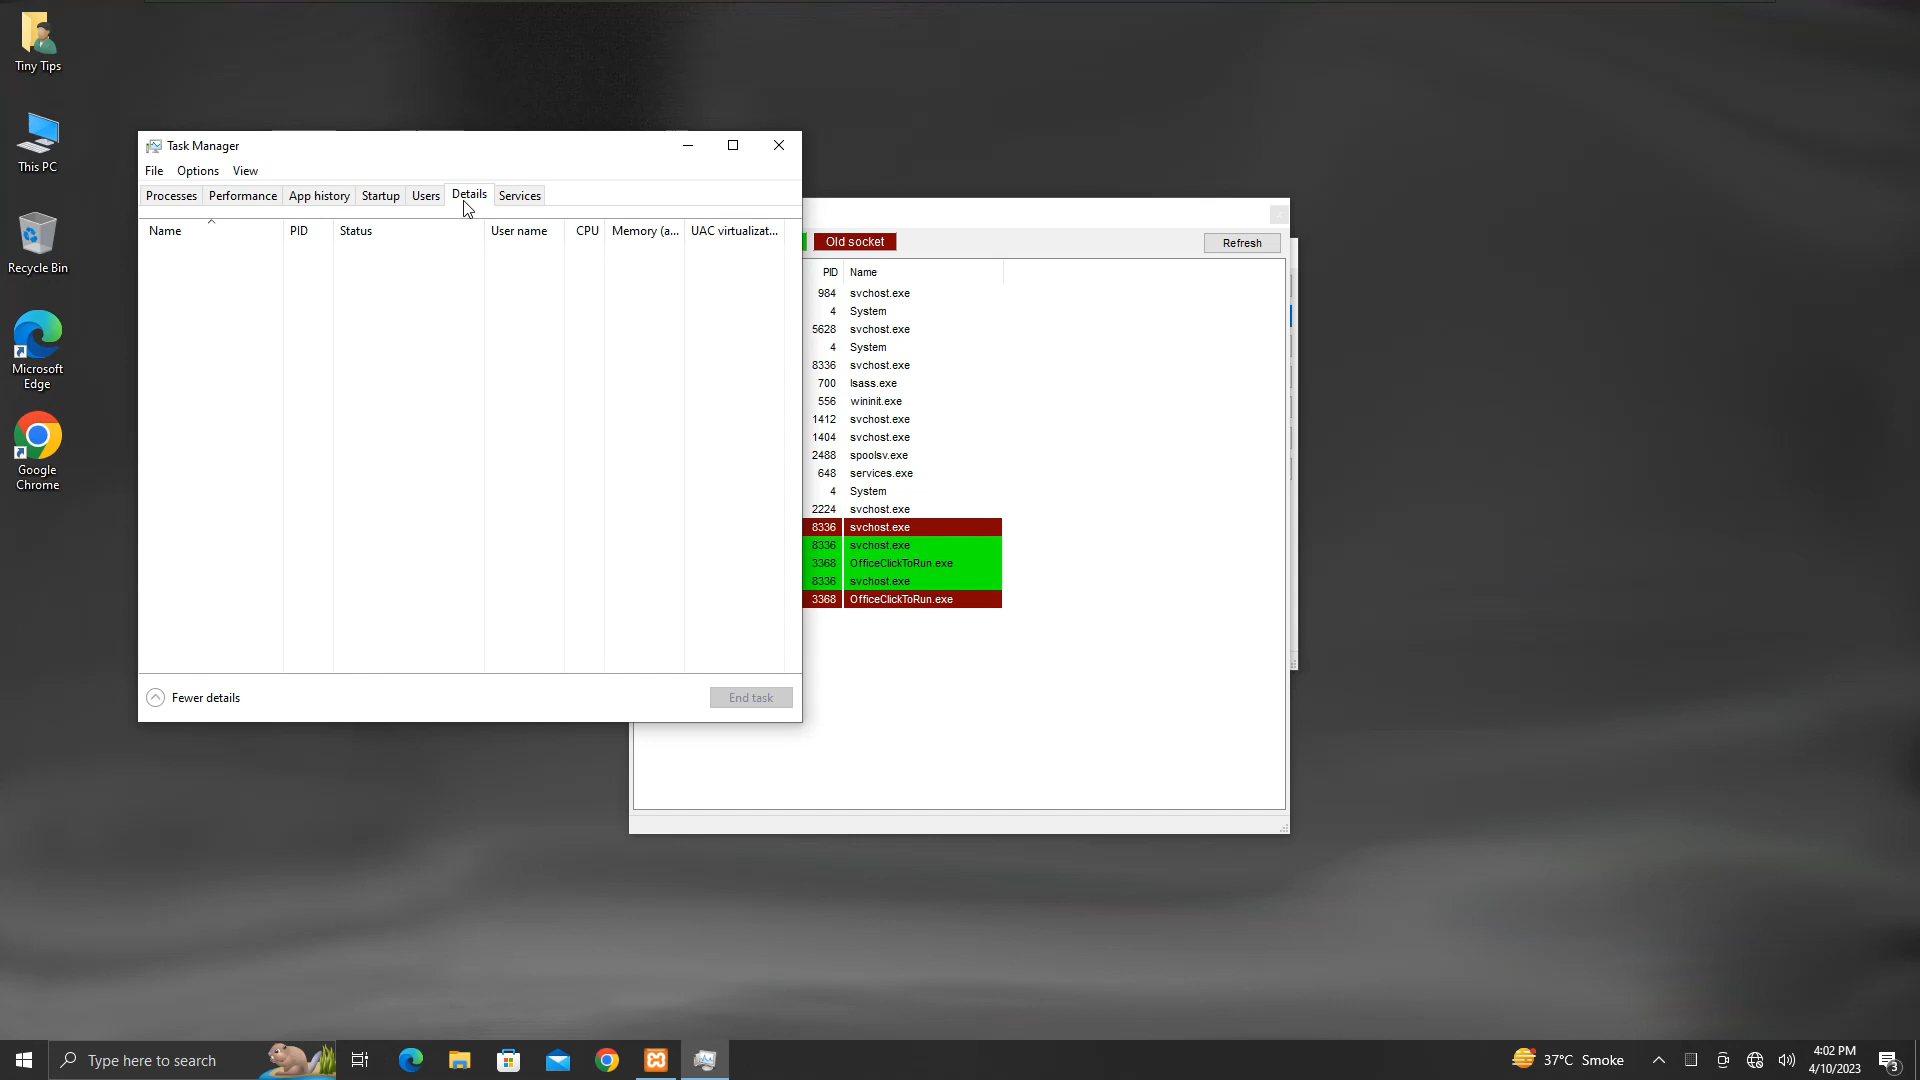 Tiny Tips
This PC
Recycle Bin
Microsoft
Edge
Google
Chrome
Task Manager
File Options View
Processes Performance App history Startup Users Details Services
Name PID Status User name CPU Memory (a... UAC virtualizat...
Fewer details
End task
Old socket
Refresh
PID Name
984 svchost.exe
4 System
5628 svchost.exe
4 System
8336 svchost.exe
700 lsass.exe
556 wininit.exe
1412 svchost.exe
1404 svchost.exe
2488 spoolsv.exe
648 services.exe
4 System
2224 svchost.exe
8336 svchost.exe
8336 svchost.exe
3368 OfficeClickToRun.exe
8336 svchost.exe
3368 OfficeClickToRun.exe
Type here to search
37°C Smoke
4:02 PM
4/10/2023
3